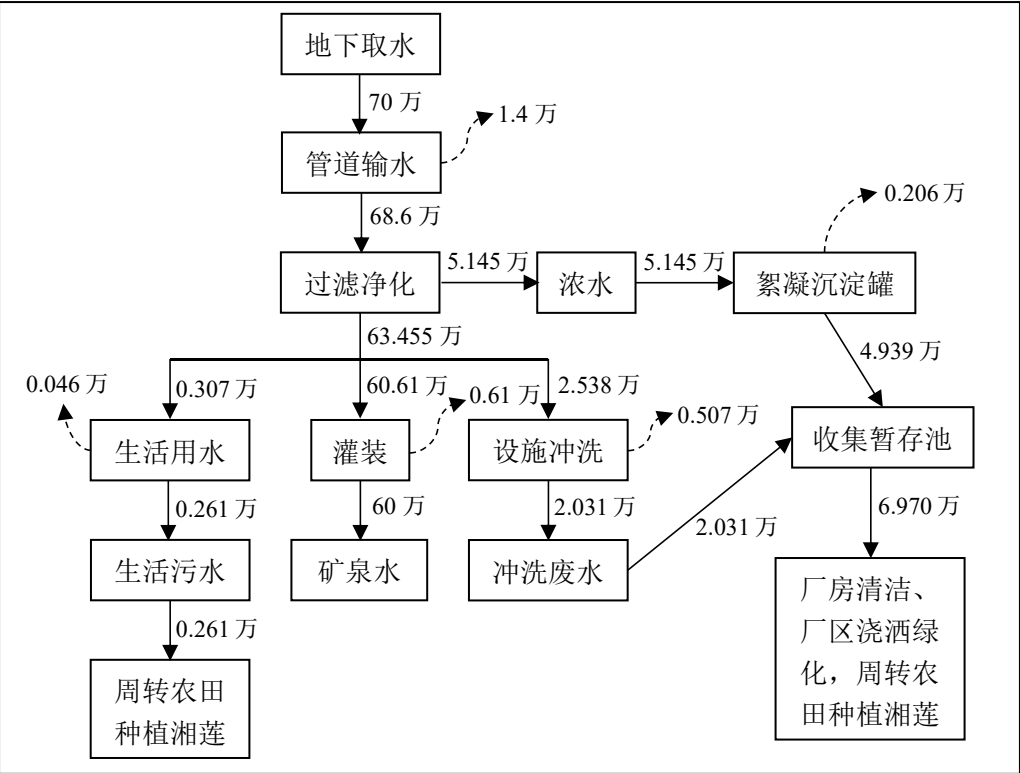 地下取水
70 万
1.4 万
管道输水
68.6 万
0.206 万
过滤净化
5.145 万
浓水
5.145 万
絮凝沉淀罐
63.455 万
4.939 万
0.046 万
0.307 万
60.61万
0.61 万
2.538 万
0.507 万
生活用水
灌装
设施冲洗
收集暂存池
0.261 万
60 万
2.031 万
2.031 万
6.970 万
生活污水
矿泉水
冲洗废水
厂房清洁、
厂区浇洒绿
化，周转农
田种植湘莲
0.261 万
周转农田
种植湘莲